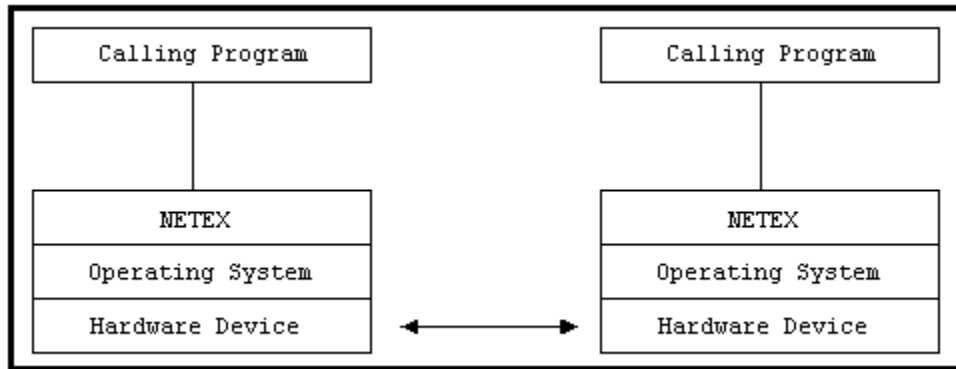 Calling Program
Calling Program
NETEX
NETEX
Operating System
Operating System
Hardware Device
Hardware Device